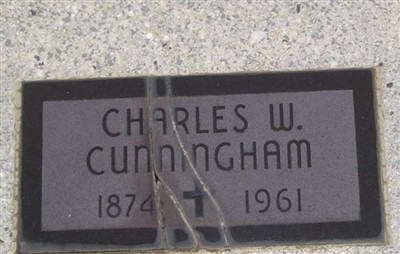 CHARLES W.
CUNNINGHAM
1874 ✝ 1961